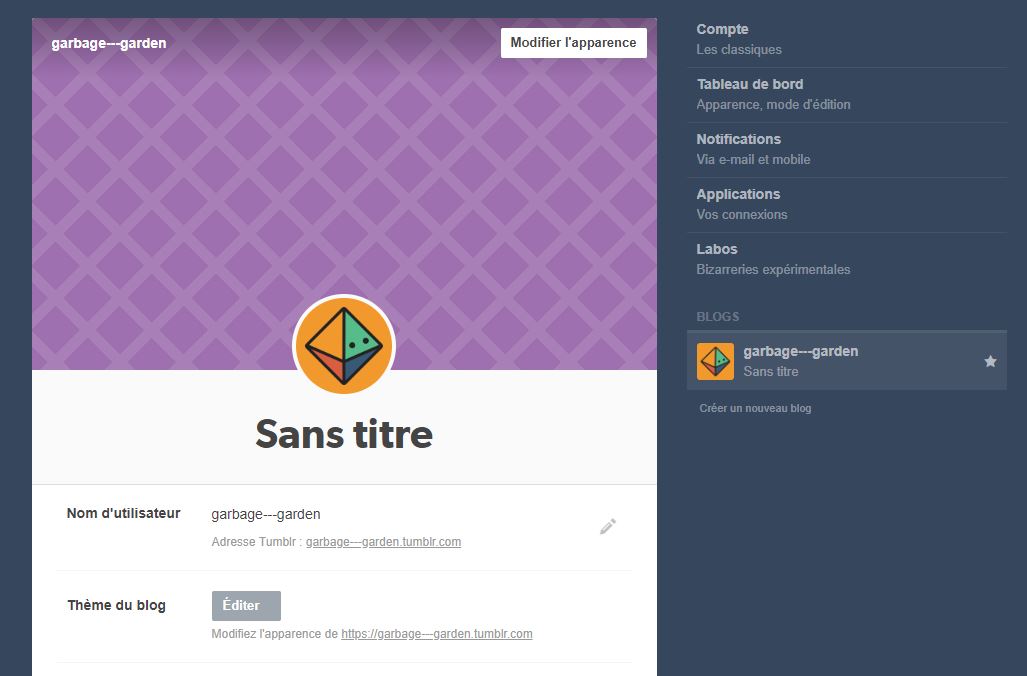 garbage---garden
Modifier l'apparence
Sans titre
Nom d'utilisateur
garbage---garden
Adresse Tumblr : garbage---garden.tumblr.com
Thème du blog
Éditer
Modifiez l'apparence de https://garbage---garden.tumblr.com
Compte
Les classiques
Tableau de bord
Apparence, mode d'édition
Notifications
Via e-mail et mobile
Applications
Vos connexions
Labos
Bizarreries expérimentales
BLOGS
garbage---garden
Sans titre
Créer un nouveau blog